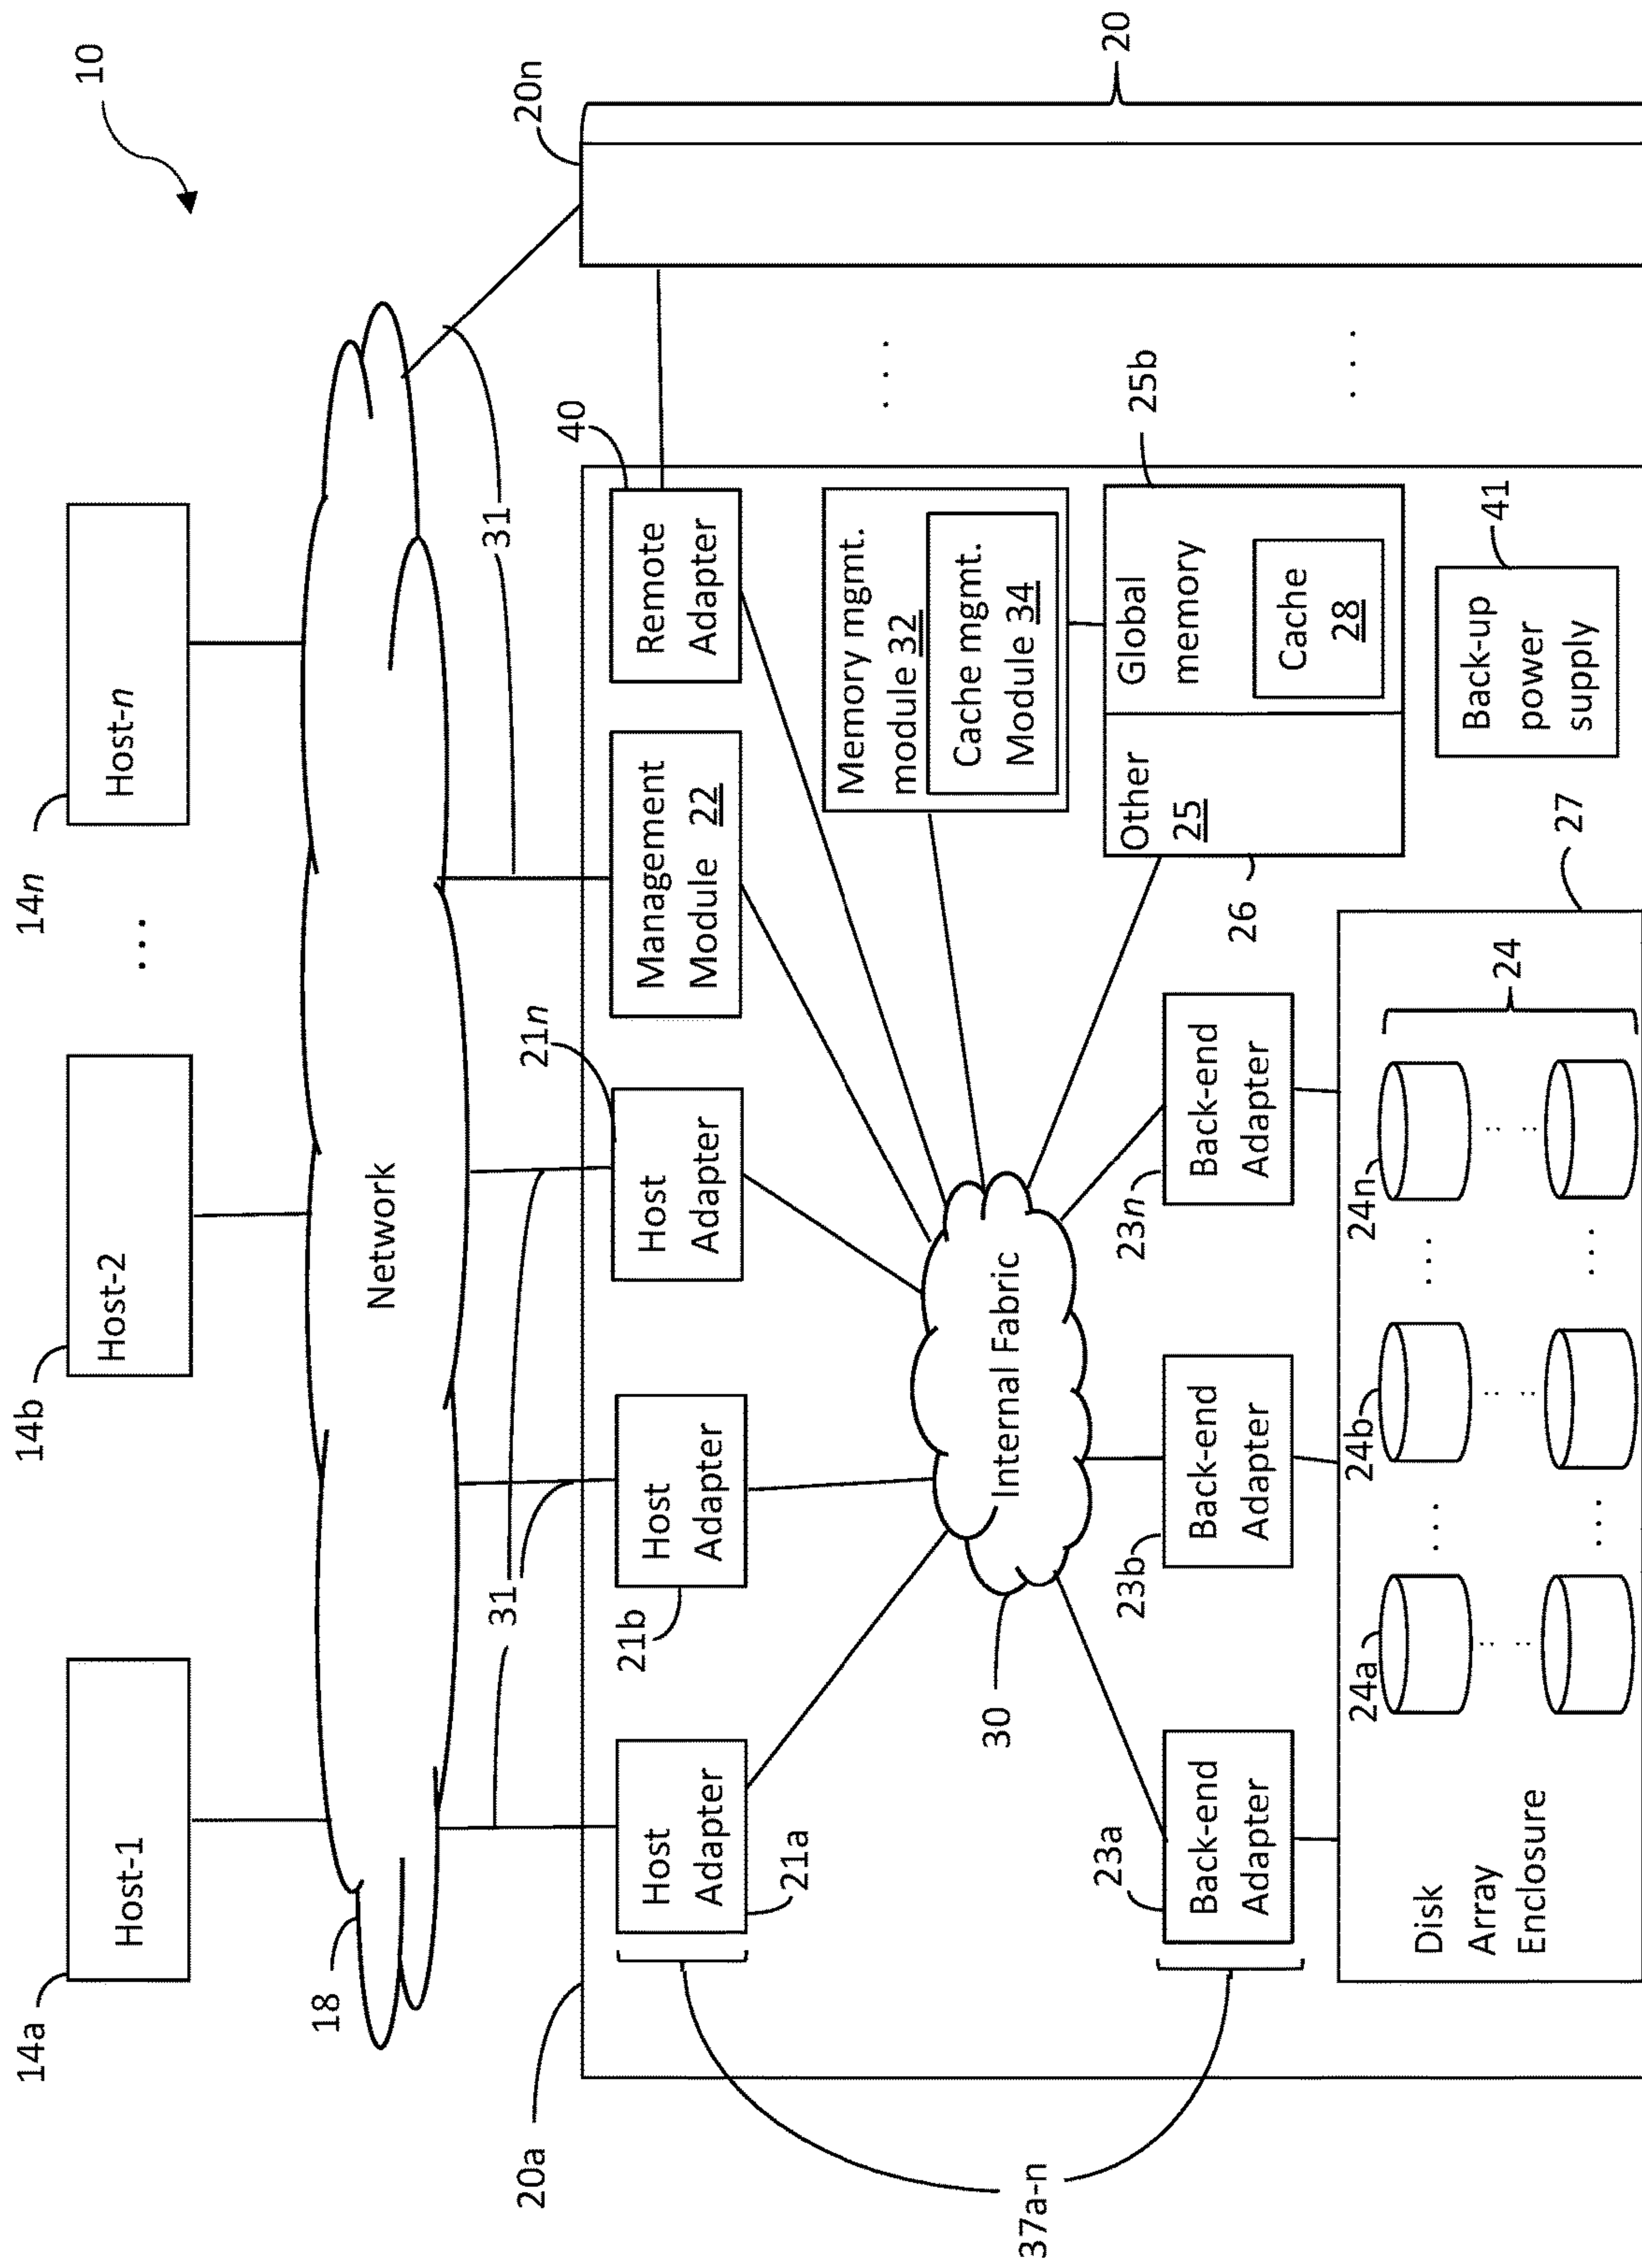 10
14a
Host-1
14b
Host-2
...
14n
Host-n
18
Network
31
31
20a
20n
20
Host
Adapter
21a
Host
Adapter
21b
Host
Adapter
21n
Management
Module 22
Remote
Adapter
40
37a-n
30
Internal Fabric
Memory mgmt.
module 32
Cache mgmt.
Module 34
...
Other
25
Global
memory
25b
Cache
28
26
23a
Back-end
Adapter
23b
Back-end
Adapter
23n
Back-end
Adapter
Back-up
power
supply
41
...
27
Disk
Array
Enclosure
24a
...
24b
...
24n
24
...
...